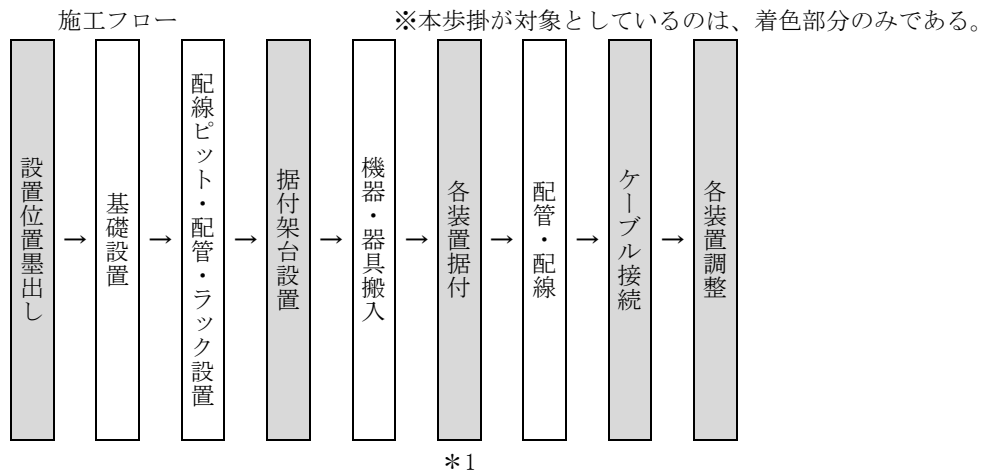 施工フロー
※本歩掛が対象としているのは、着色部分のみである。
設置位置墨出し
→
基礎設置
→
配線ピット・配管・ラック設置
→
据付架台設置
→
機器・器具搬入
→
各装置据付
→
配管・配線
→
ケーブル接続
→
各装置調整
＊1